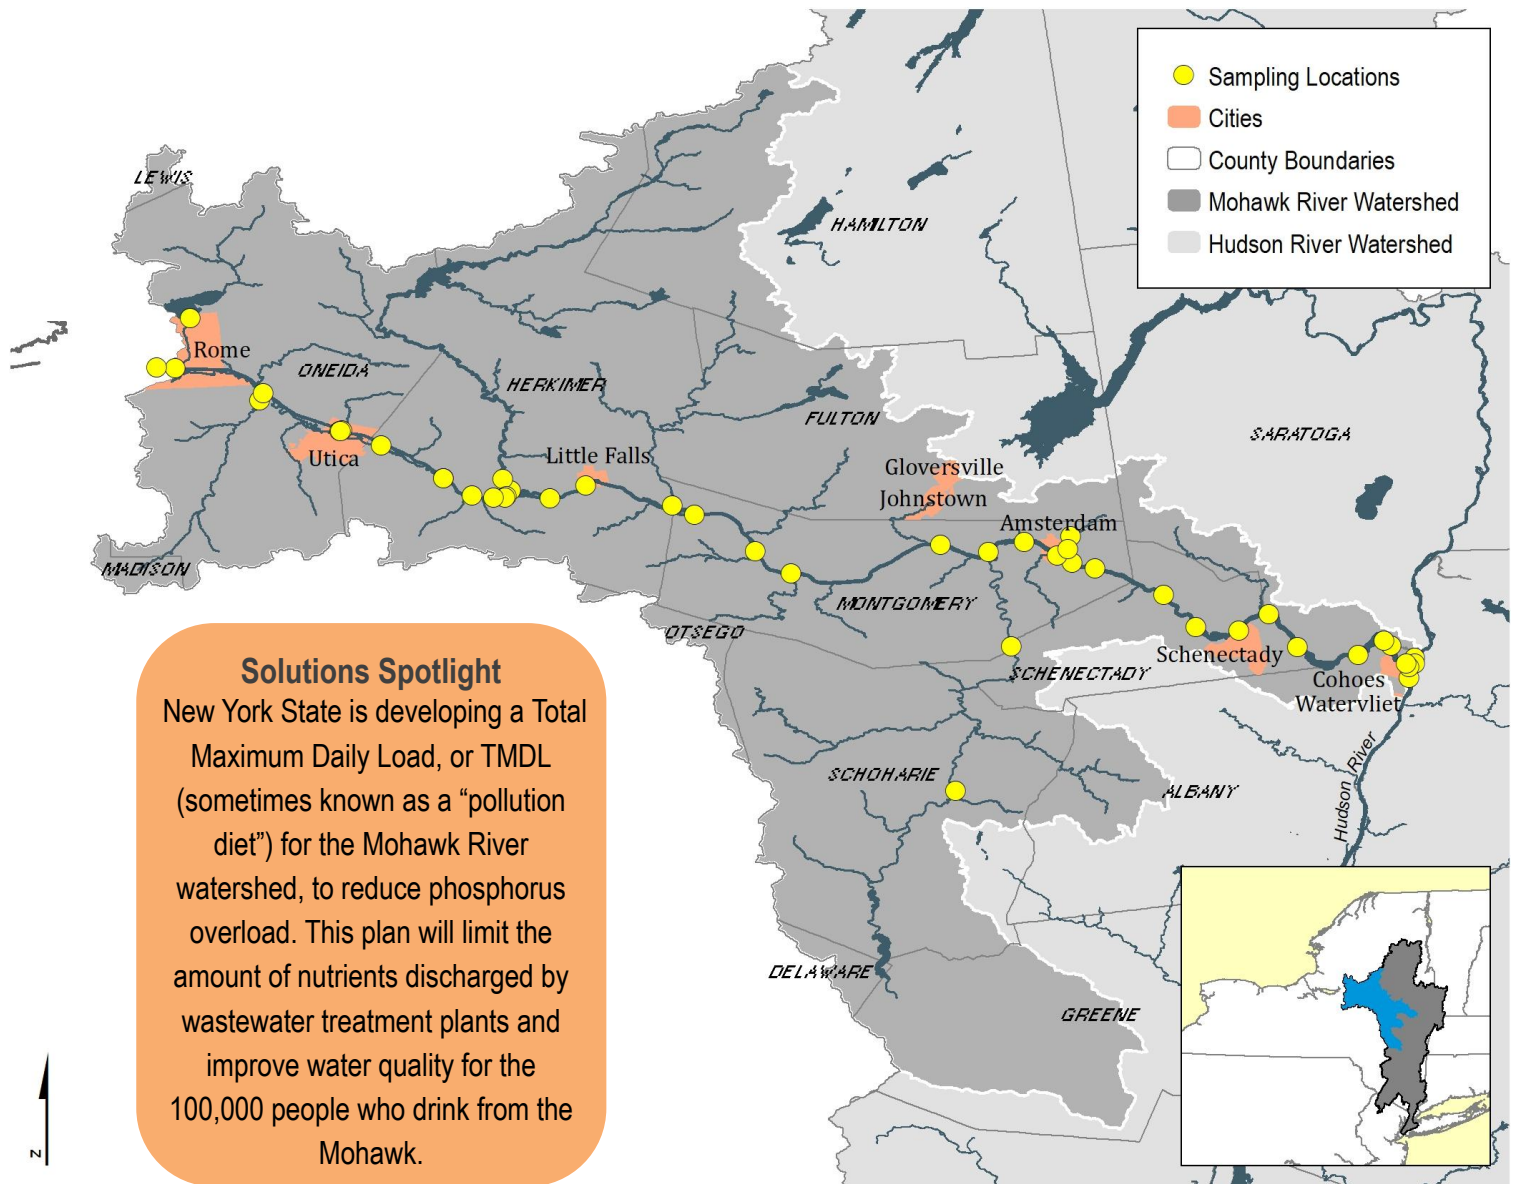 Sampling Locations
Cities
County Boundaries
Mohawk River Watershed
Hudson River Watershed
LEWIS
HAMILTON
Rome
ONEIDA
HERKIMER
FULTON
SARATOGA
Utica
Little Falls
Gloversville
Johnstown
Amsterdam
MADISON
MONTGOMERY
OTSEGO
SCHENECTADY
Schenectady
Cohoes
Watervliet
SCHOHARIE
ALBANY
Hudson River
DELAWARE
GREENE
Solutions Spotlight
New York State is developing a Total
Maximum Daily Load, or TMDL
(sometimes known as a “pollution
diet”) for the Mohawk River
watershed, to reduce phosphorus
overload. This plan will limit the
amount of nutrients discharged by
wastewater treatment plants and
improve water quality for the
100,000 people who drink from the
Mohawk.
N